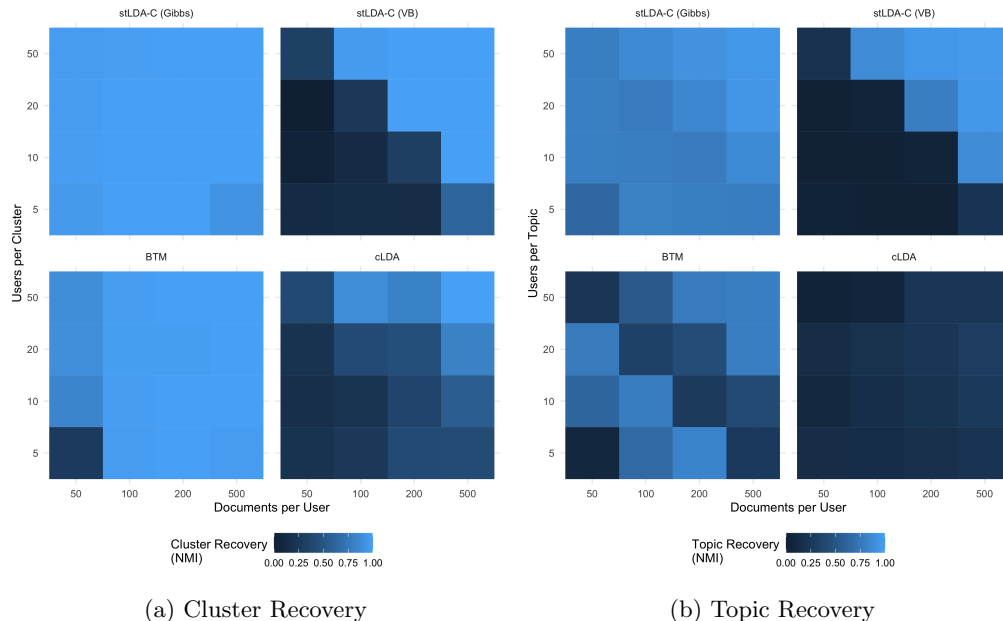 stLDA-C (Gibbs)
stLDA-C (VB)
50
20
10
5
BTM
cLDA
50
20
10
5
50 100 200 500
50 100 200 500
Users per Cluster
Documents per User
Cluster Recovery
(NMI)
0.00 0.25 0.50 0.75 1.00
(a) Cluster Recovery
stLDA-C (Gibbs)
stLDA-C (VB)
50
20
10
5
BTM
cLDA
50
20
10
5
50 100 200 500
50 100 200 500
Users per Topic
Documents per User
Topic Recovery
(NMI)
0.00 0.25 0.50 0.75 1.00
(b) Topic Recovery